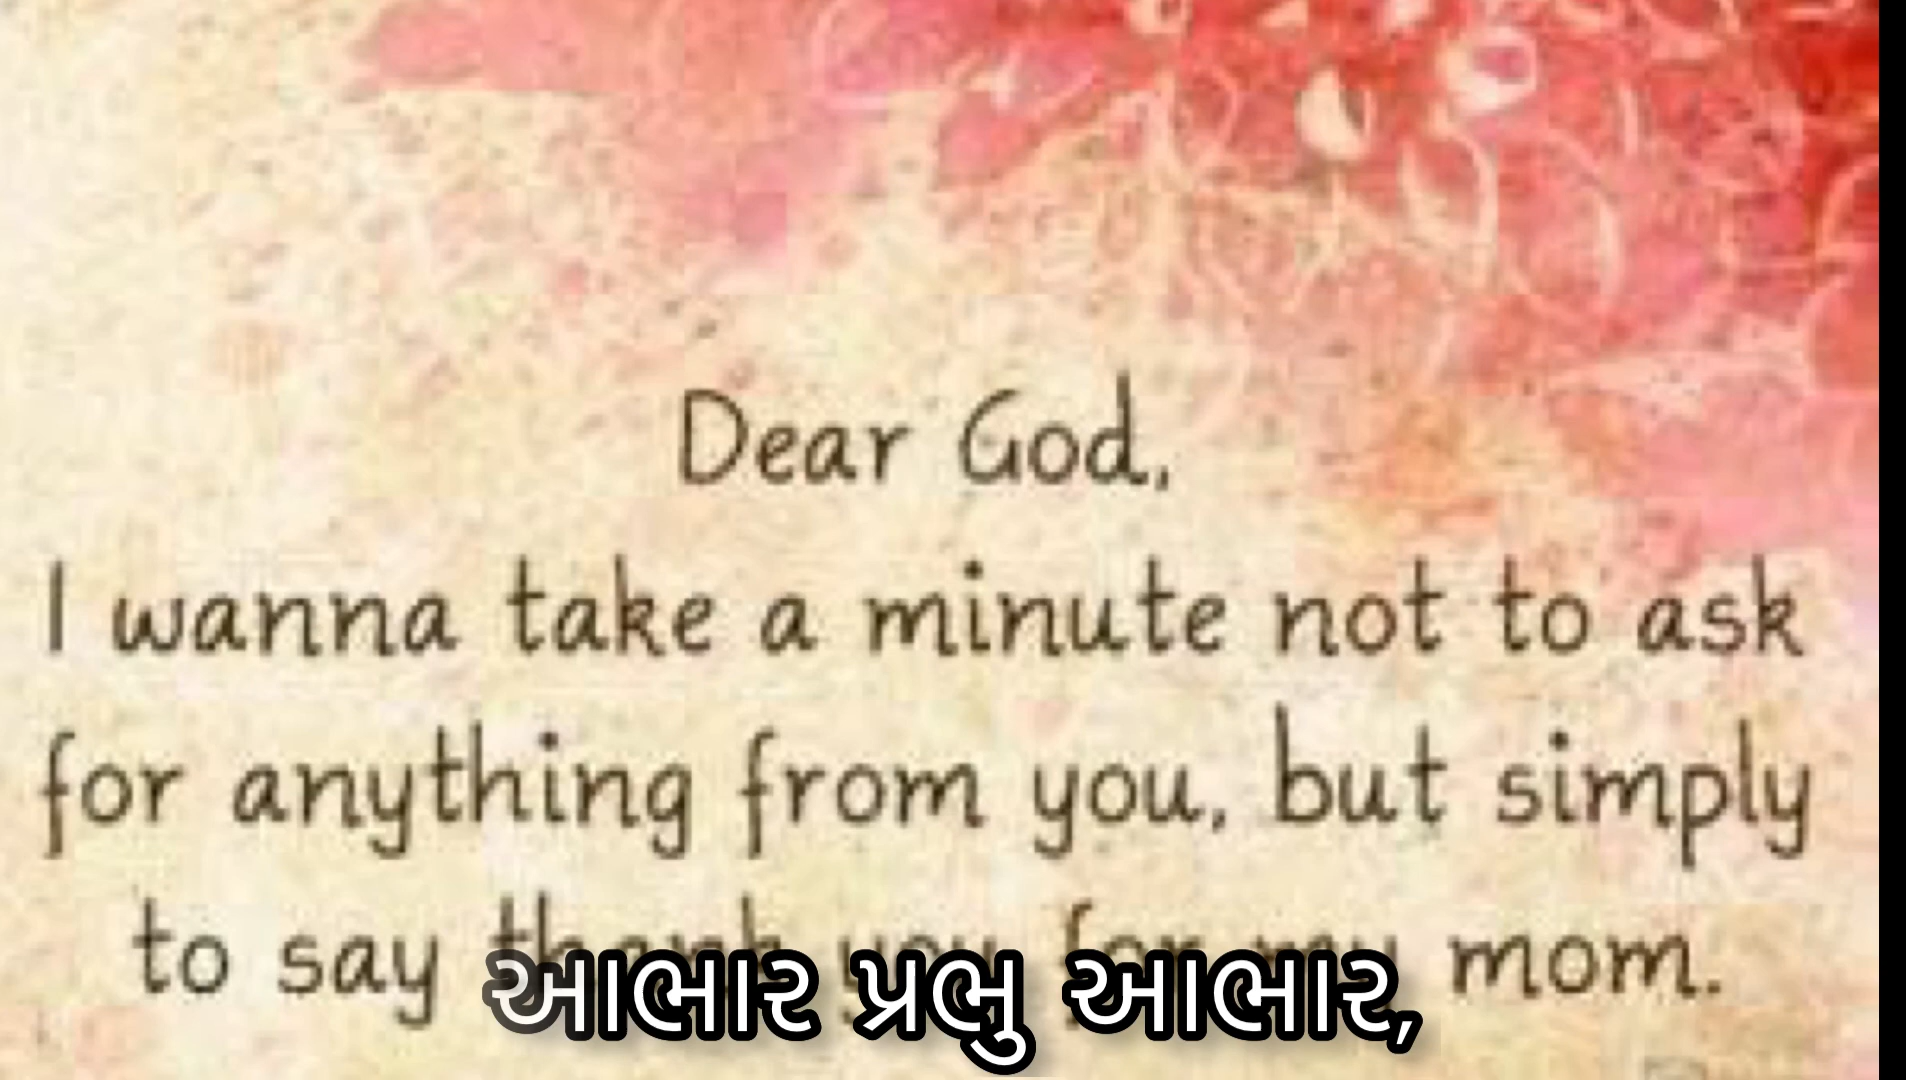 Dear God,
I wanna take a minute not to ask
for anything from you, but simply
to say thank you for my mom.
આભાર પ્રભુ આભાર,